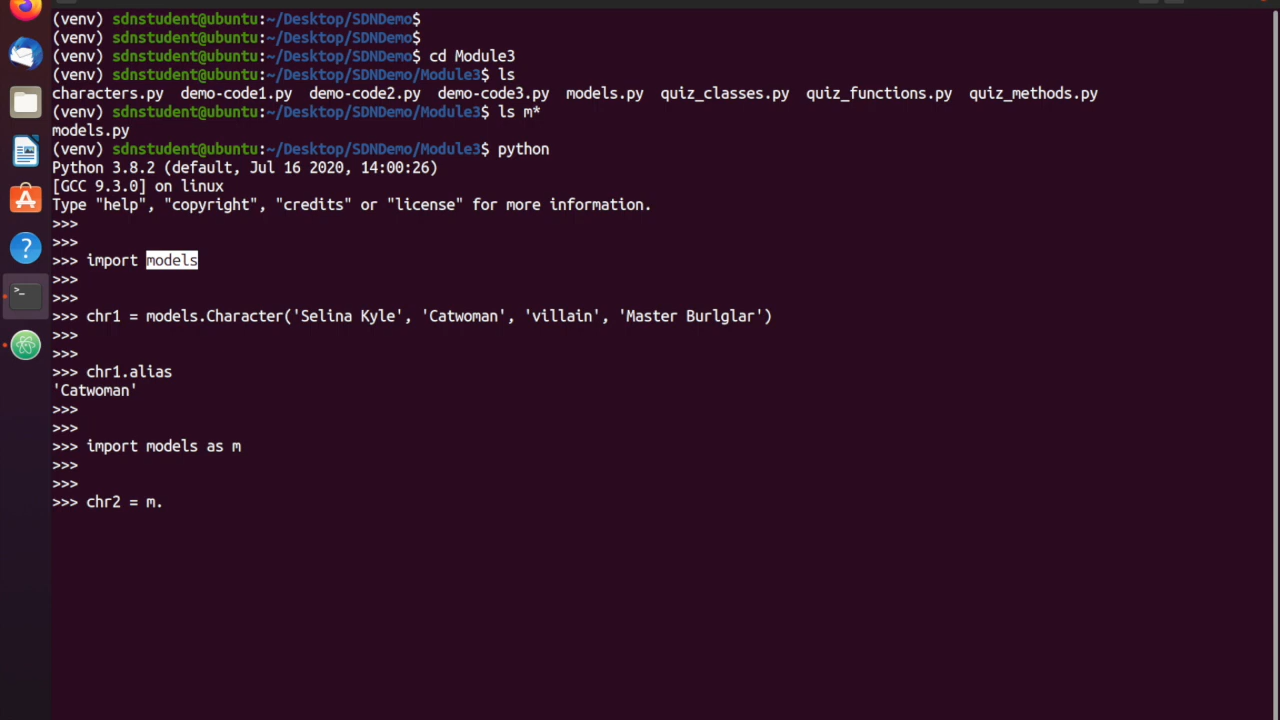 (venv) sdnstudent@ubuntu:~/Desktop/SDNDemo$
(venv) sdnstudent@ubuntu:~/Desktop/SDNDemo$
(venv) sdnstudent@ubuntu:~/Desktop/SDNDemo$ cd Module3
(venv) sdnstudent@ubuntu:~/Desktop/SDNDemo/Module3$ ls
characters.py  demo-code1.py  demo-code2.py  demo-code3.py  models.py  quiz_classes.py  quiz_functions.py  quiz_methods.py
(venv) sdnstudent@ubuntu:~/Desktop/SDNDemo/Module3$ ls m*
models.py
(venv) sdnstudent@ubuntu:~/Desktop/SDNDemo/Module3$ python
Python 3.8.2 (default, Jul 16 2020, 14:00:26)
[GCC 9.3.0] on linux
Type "help", "copyright", "credits" or "license" for more information.
>>>
>>>
>>> import models
>>>
>>>
>>> chr1 = models.Character('Selina Kyle', 'Catwoman', 'villain', 'Master Burlglar')
>>>
>>>
>>> chr1.alias
'Catwoman'
>>>
>>>
>>> import models as m
>>>
>>>
>>> chr2 = m.